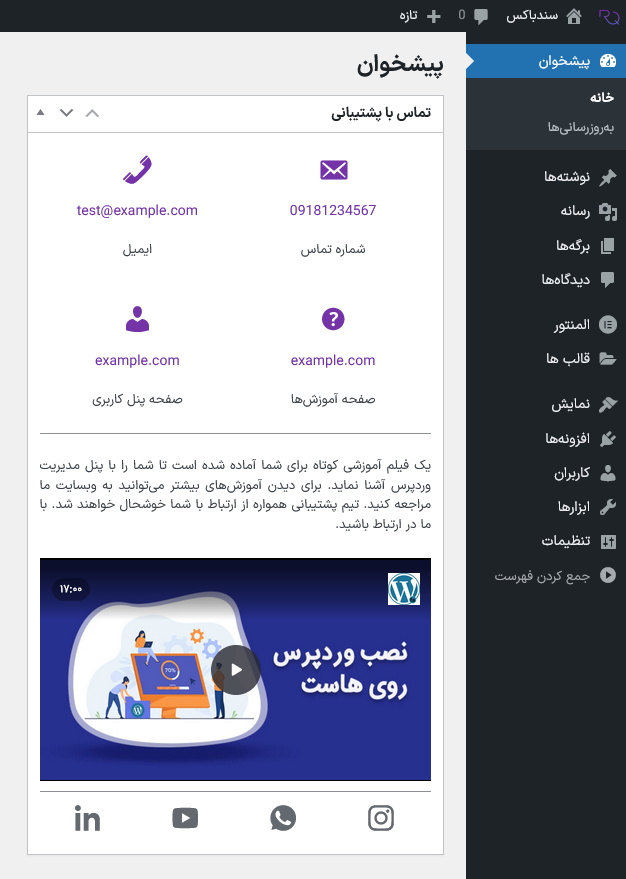 سندباکس
0
تازه
پیشخوان
خانه
به‌روزرسانی‌ها
نوشته‌ها
رسانه
برگه‌ها
دیدگاه‌ها
المنتور
قالب ها
نمایش
افزونه‌ها
کاربران
ابزارها
تنظیمات
جمع کردن فهرست
پیشخوان
تماس با پشتیبانی
09181234567
شماره تماس
test@example.com
ایمیل
example.com
صفحه آموزش‌ها
example.com
صفحه پنل کاربری
یک فیلم آموزشی کوتاه برای شما آماده شده است تا شما را با پنل مدیریت
وردپرس آشنا نماید. برای دیدن آموزش‌های بیشتر می‌توانید به وبسایت ما
مراجعه کنید. تیم پشتیبانی همواره از ارتباط با شما خوشحال خواهند شد. با
ما در ارتباط باشید.
۱۷:۰۰
نصب وردپرس
روی هاست
70%